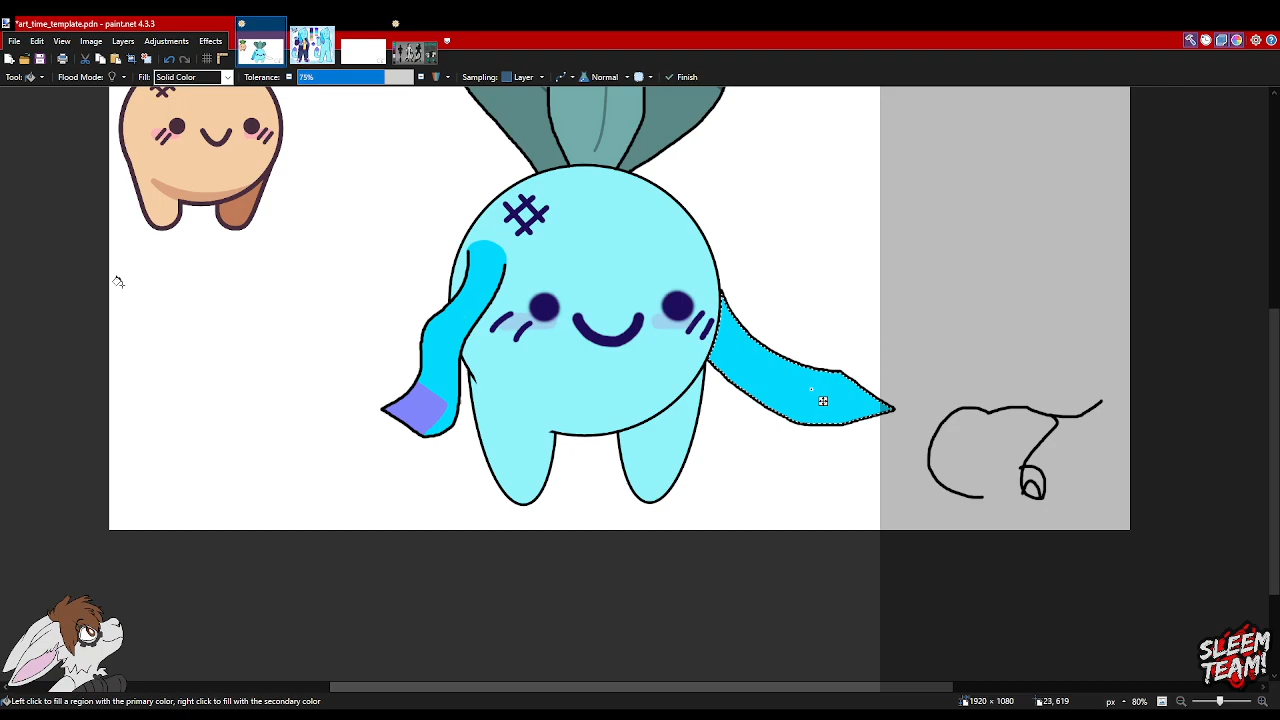 *art_time_template.pdn - paint.net 4.3.3
File Edit View Image Layers Adjustments Effects
Tool: Flood Mode: Fill: Solid Color Tolerance: 75% Sampling: Layer Normal Finish
SLEEM
TEAM!
Left click to fill a region with the primary color, right click to fill with the secondary color 1920 × 1080 23, 619 px 80%